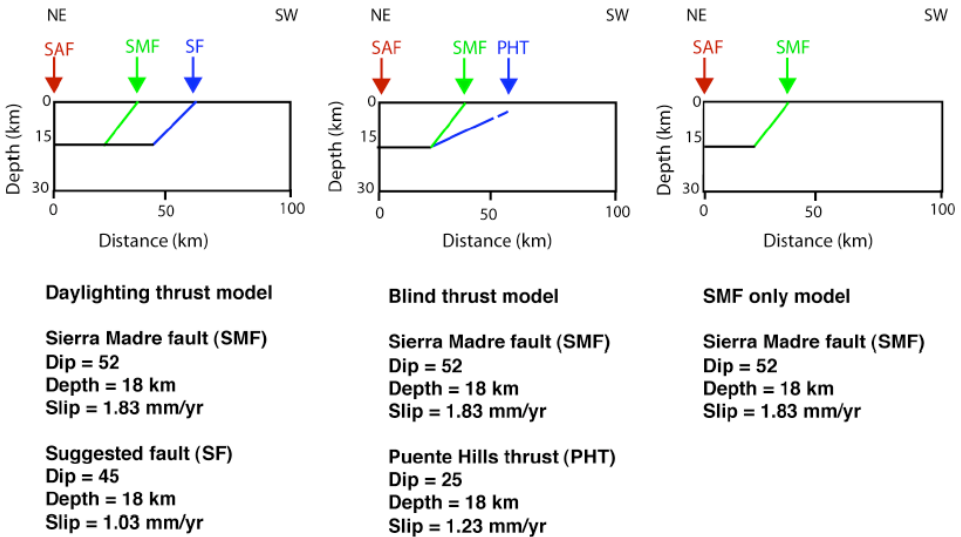 NE SW
SAF SMF SF
0
15
30
Depth (km)
0 50 100
Distance (km)
NE SW
SAF SMF PHT
0
15
30
Depth (km)
0 50 100
Distance (km)
SW
SAF SMF
0
15
30
Depth (km)
0 50 100
Distance (km)
Daylighting thrust model
Sierra Madre fault (SMF)
Dip = 52
Depth = 18 km
Slip = 1.83 mm/yr
Suggested fault (SF)
Dip = 45
Depth = 18 km
Slip = 1.03 mm/yr
Blind thrust model
Sierra Madre fault (SMF)
Dip = 52
Depth = 18 km
Slip = 1.83 mm/yr
Puente Hills thrust (PHT)
Dip = 25
Depth = 18 km
Slip = 1.23 mm/yr
SMF only model
Sierra Madre fault (SMF)
Dip = 52
Depth = 18 km
Slip = 1.83 mm/yr